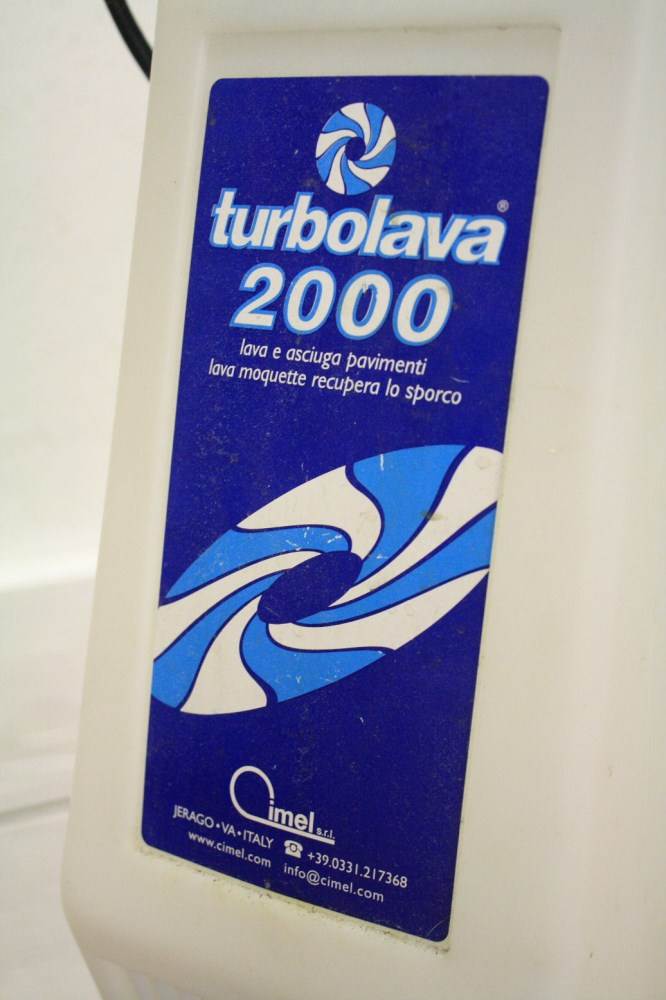 turbolava®
2000
lava e asciuga pavimenti
lava moquette recupera lo sporco
Cimel s.r.l.
JERAGO • VA • ITALY ☎ +39.0331.217368
www.cimel.com info@cimel.com